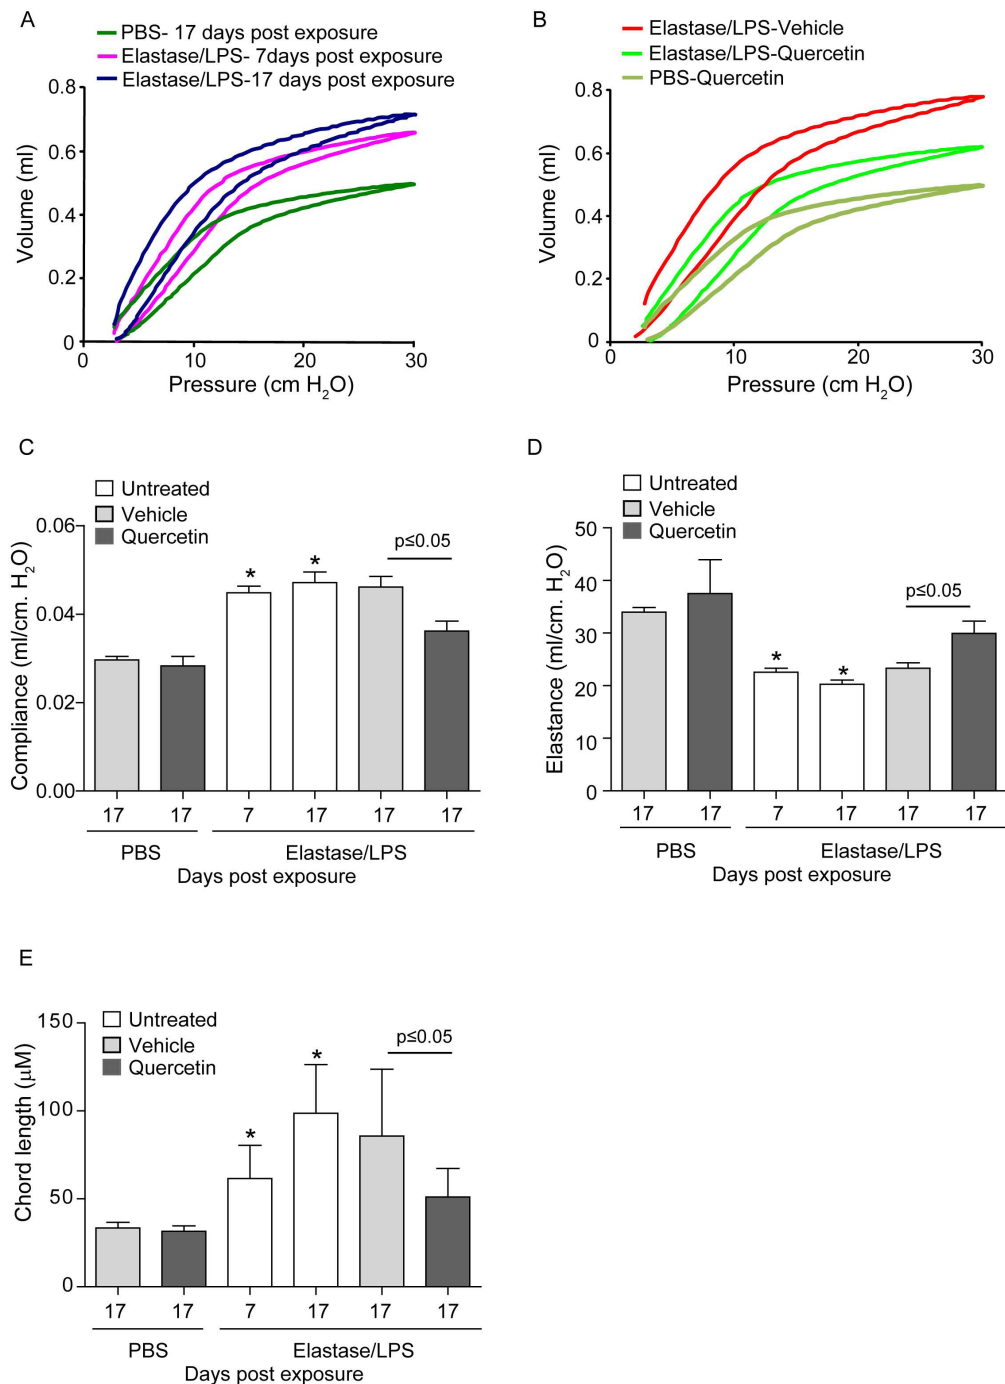 A
PBS- 17 days post exposure
Elastase/LPS- 7days post exposure
Elastase/LPS-17 days post exposure
0.8
0.6
0.4
0.2
0
Volume (ml)
0 10 20 30
Pressure (cm H₂O)
B
Elastase/LPS-Vehicle
Elastase/LPS-Quercetin
PBS-Quercetin
0.8
0.6
0.4
0.2
0
Volume (ml)
0 10 20 30
Pressure (cm H₂O)
C
Untreated
Vehicle
Quercetin
0.06
0.04
0.02
0.00
Compliance (ml/cm. H₂O)
* * p≤0.05
17 17 7 17 17 17
PBS Elastase/LPS
Days post exposure
D
Untreated
Vehicle
Quercetin
50
40
30
20
10
0
Elastance (ml/cm. H₂O)
* * p≤0.05
17 17 7 17 17 17
PBS Elastase/LPS
Days post exposure
E
Untreated
Vehicle
Quercetin
150
100
50
0
Chord length (µM)
* * p≤0.05
17 17 7 17 17 17
PBS Elastase/LPS
Days post exposure